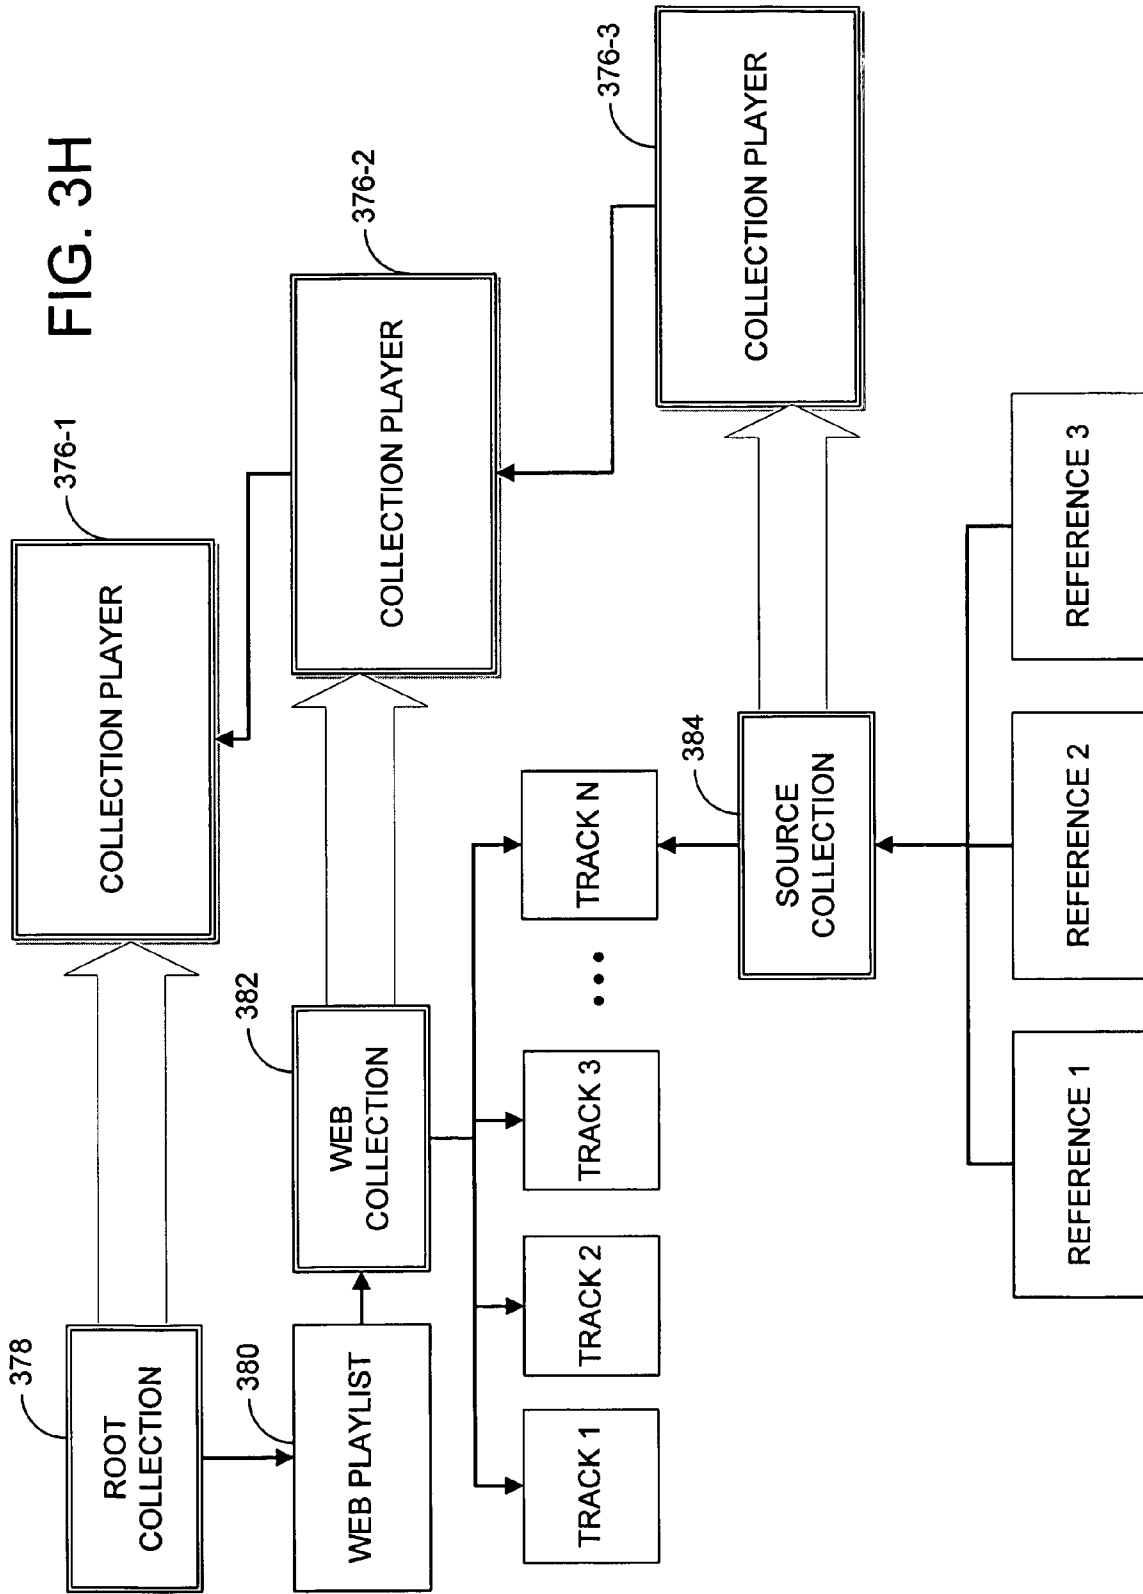 FIG. 3H
376-1
COLLECTION PLAYER
378
ROOT
COLLECTION
376-2
COLLECTION PLAYER
382
WEB
COLLECTION
380
WEB PLAYLIST
TRACK 1
TRACK 2
TRACK 3
TRACK N
376-3
COLLECTION PLAYER
384
SOURCE
COLLECTION
REFERENCE 1
REFERENCE 2
REFERENCE 3